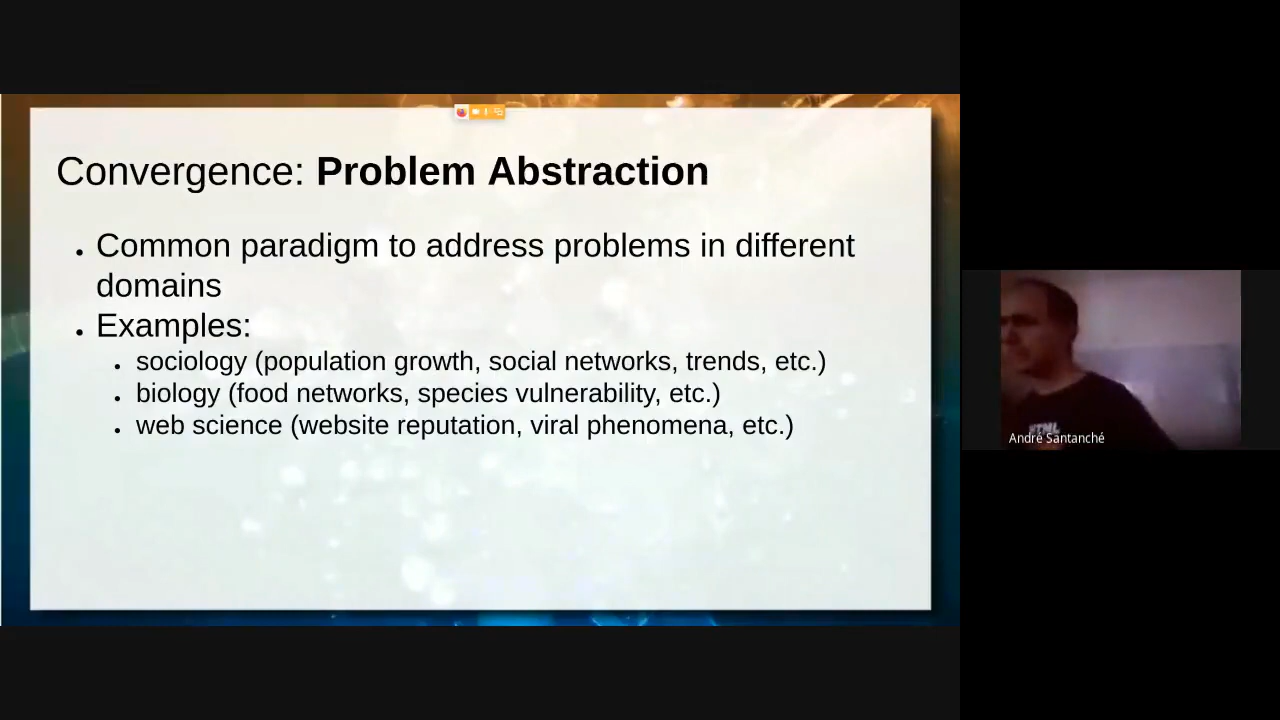 Convergence: Problem Abstraction
Common paradigm to address problems in different
domains
Examples:
sociology (population growth, social networks, trends, etc.)
biology (food networks, species vulnerability, etc.)
web science (website reputation, viral phenomena, etc.)
HTML
André Santanché